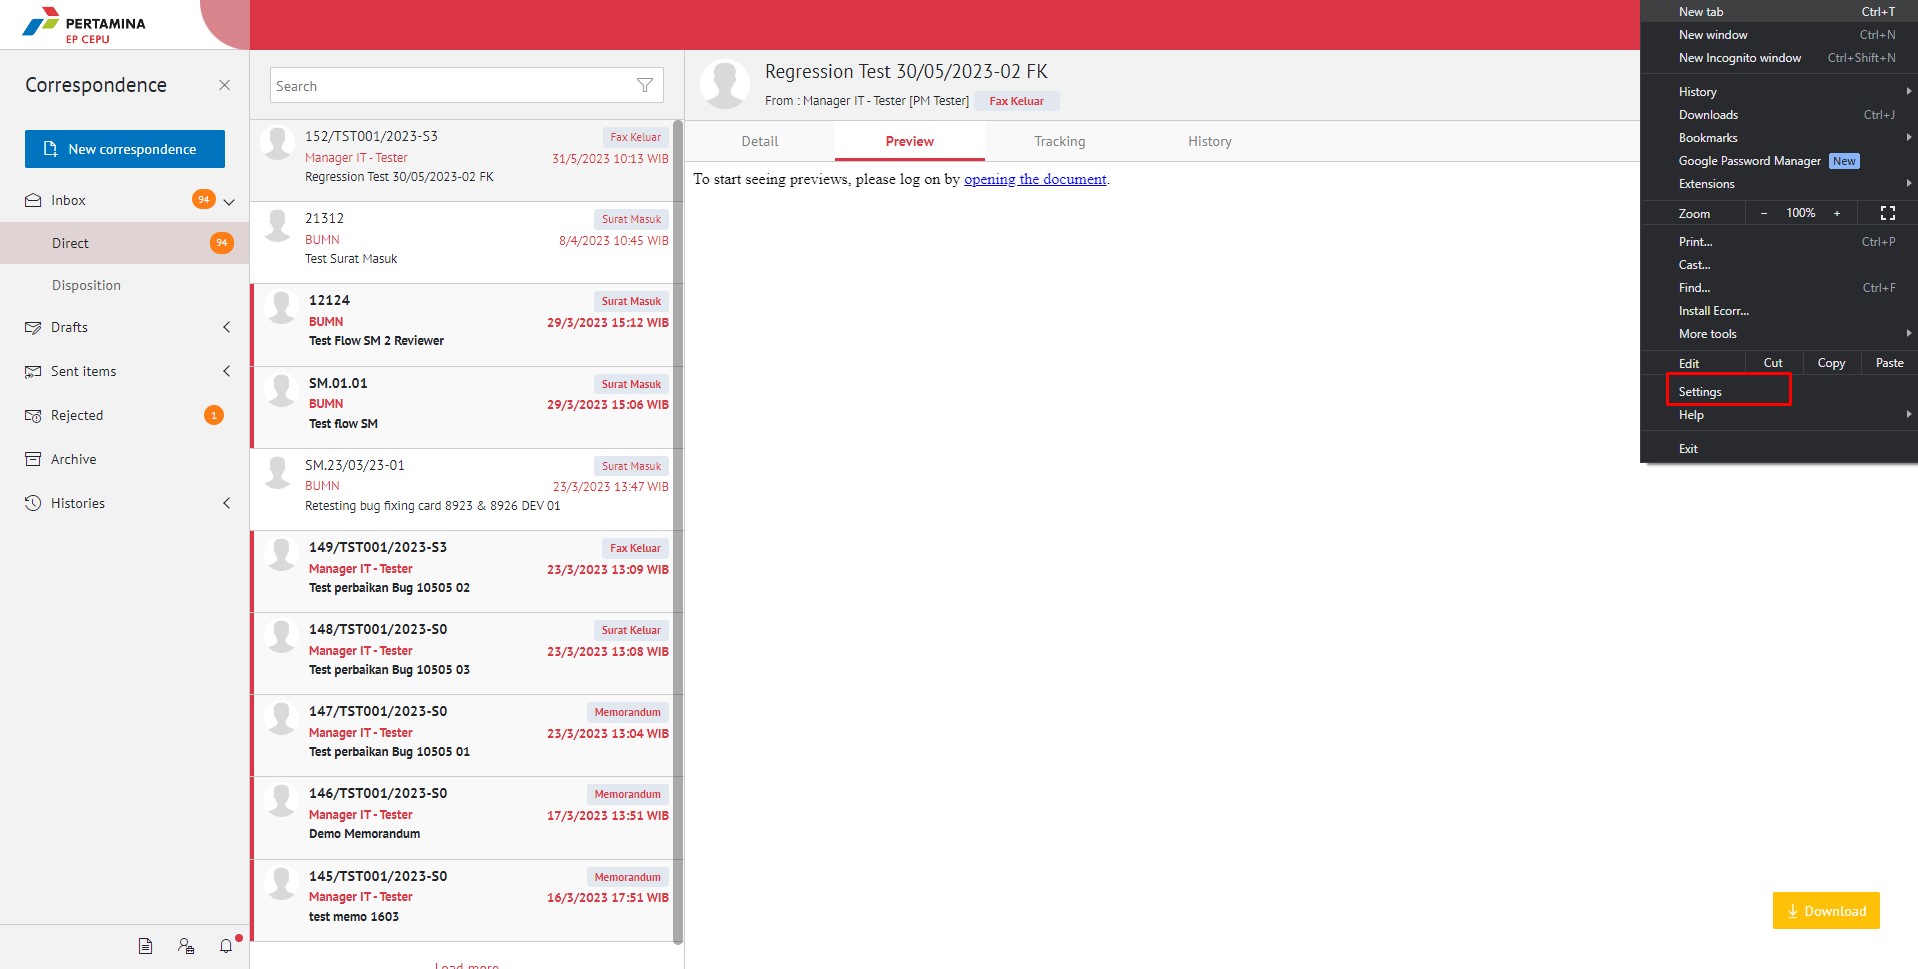 PERTAMINA
EP CEPU
Correspondence
New correspondence
Inbox 94
Direct 94
Disposition
Drafts
Sent items
Rejected 1
Archive
Histories
Search
152/TST001/2023-S3 Fax Keluar
Manager IT - Tester 31/5/2023 10:13 WIB
Regression Test 30/05/2023-02 FK
21312 Surat Masuk
BUMN 8/4/2023 10:45 WIB
Test Surat Masuk
12124 Surat Masuk
BUMN 29/3/2023 15:12 WIB
Test Flow SM 2 Reviewer
SM.01.01 Surat Masuk
BUMN 29/3/2023 15:06 WIB
Test flow SM
SM.23/03/23-01 Surat Masuk
BUMN 23/3/2023 13:47 WIB
Retesting bug fixing card 8923 & 8926 DEV 01
149/TST001/2023-S3 Fax Keluar
Manager IT - Tester 23/3/2023 13:09 WIB
Test perbaikan Bug 10505 02
148/TST001/2023-S0 Surat Keluar
Manager IT - Tester 23/3/2023 13:08 WIB
Test perbaikan Bug 10505 03
147/TST001/2023-S0 Memorandum
Manager IT - Tester 23/3/2023 13:04 WIB
Test perbaikan Bug 10505 01
146/TST001/2023-S0 Memorandum
Manager IT - Tester 17/3/2023 13:51 WIB
Demo Memorandum
145/TST001/2023-S0 Memorandum
Manager IT - Tester 16/3/2023 17:51 WIB
test memo 1603
Load more
Regression Test 30/05/2023-02 FK
From : Manager IT - Tester [PM Tester] Fax Keluar
Detail Preview Tracking History
To start seeing previews, please log on by opening the document.
Download
New tab Ctrl+T
New window Ctrl+N
New Incognito window Ctrl+Shift+N
History
Downloads Ctrl+J
Bookmarks
Google Password Manager New
Extensions
Zoom − 100% +
Print... Ctrl+P
Cast...
Find... Ctrl+F
Install Ecorr...
More tools
Edit Cut Copy Paste
Settings
Help
Exit